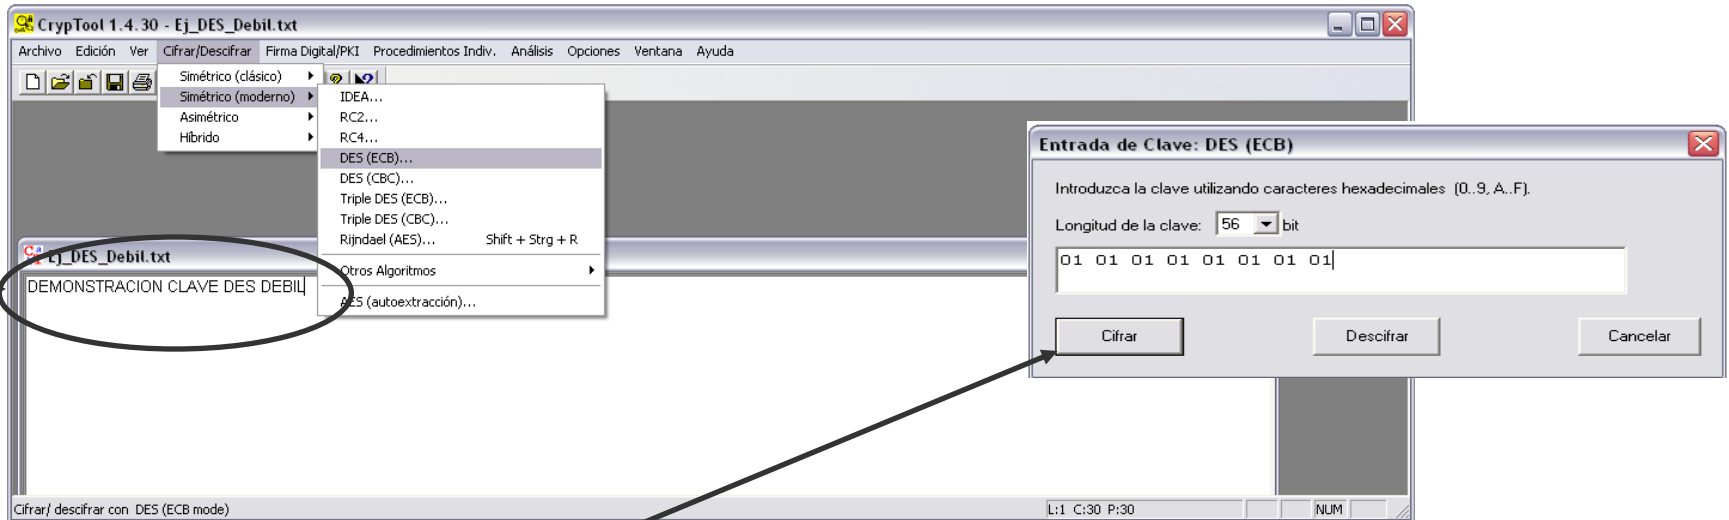 CrypTool 1.4.30 - Ej_DES_Debil.txt
Archivo Edición Ver Cifrar/Descifrar Firma Digital/PKI Procedimientos Indiv. Análisis Opciones Ventana Ayuda
Simétrico (clásico)
Simétrico (moderno)
Asimétrico
Híbrido
IDEA...
RC2...
RC4...
DES (ECB)...
DES (CBC)...
Triple DES (ECB)...
Triple DES (CBC)...
Rijndael (AES)... Shift + Strg + R
Otros Algoritmos
AES (autoextracción)...
Entrada de Clave: DES (ECB)
Introduzca la clave utilizando caracteres hexadecimales (0..9, A..F).
Longitud de la clave: 56 bit
01 01 01 01 01 01 01 01
Cifrar Descifrar Cancelar
Ej_DES_Debil.txt
DEMONSTRACION CLAVE DES DEBIL
Cifrar/ descifrar con DES (ECB mode) L:1 C:30 P:30 NUM